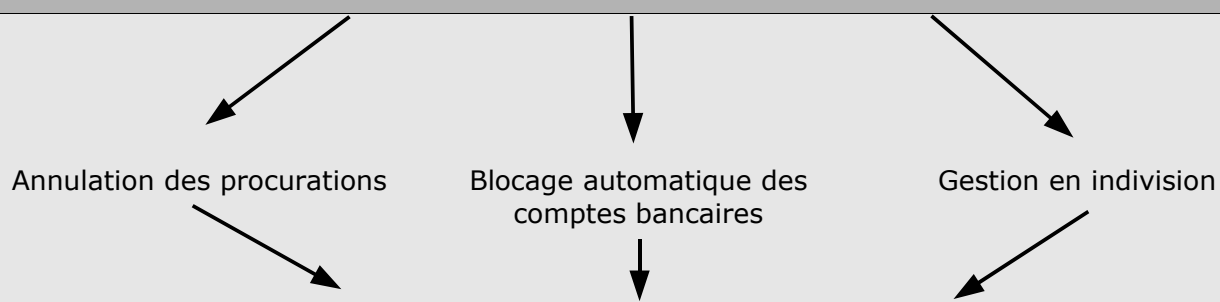 Annulation des procurations
Blocage automatique des
comptes bancaires
Gestion en indivision